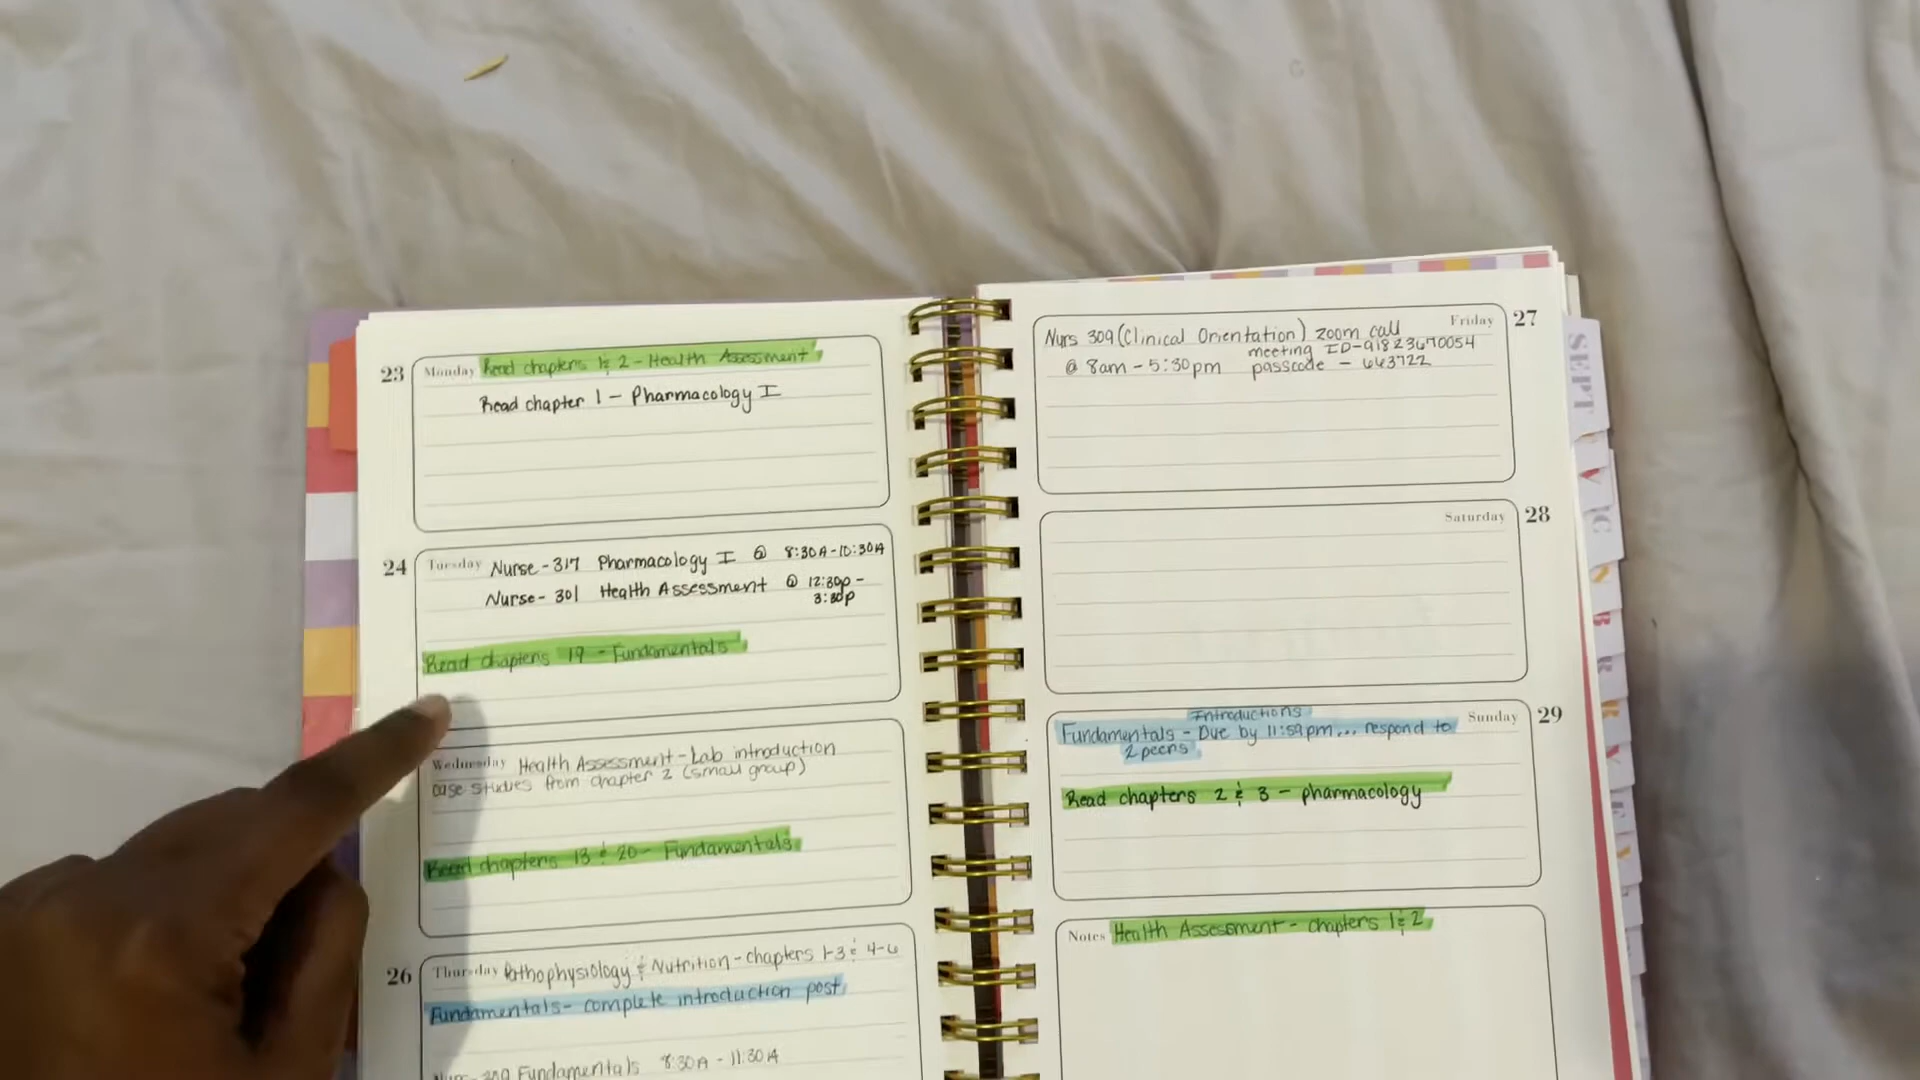 23
Monday Read chapters 1 & 2 - Health Assessment
Read chapter 1 - Pharmacology I
24
Tuesday Nurse - 317 Pharmacology I @ 8:30A-10:30A
Nurse - 301 Health Assessment @ 12:30p -
3:30p
Read chapters 19 - Fundamentals
Wednesday Health Assessment - Lab introduction
case studies from chapter 2 (small group)
Read chapters 13 & 20 - Fundamentals
26
Thursday Pathophysiology & Nutrition - chapters 1-3 & 4-6
Fundamentals - complete introduction post
Nurs - 309 Fundamentals 8:30A - 11:30A
Friday 27
Nurs 309 (Clinical Orientation) zoom call
@ 8am - 5:30pm
meeting ID - 91823670054
passcode - 643722
Saturday 28
Sunday 29
Introductions
Fundamentals - Due by 11:59pm... respond to
2 peers
Read chapters 2 & 3 - pharmacology
Notes Health Assessment - chapters 1 & 2
SEPT